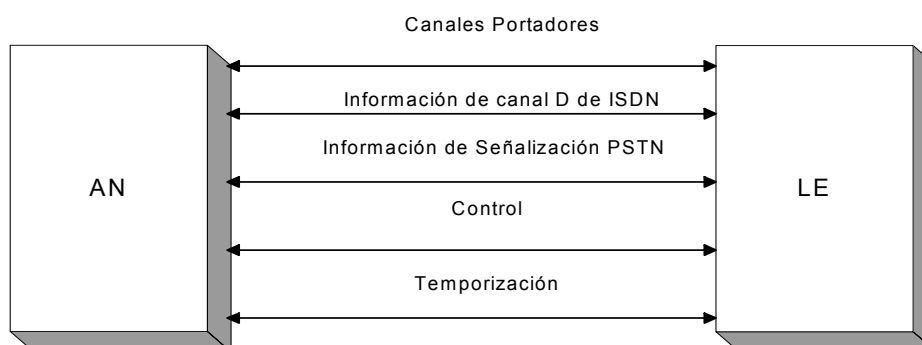 Canales Portadores
Información de canal D de ISDN
Información de Señalización PSTN
AN
LE
Control
Temporización